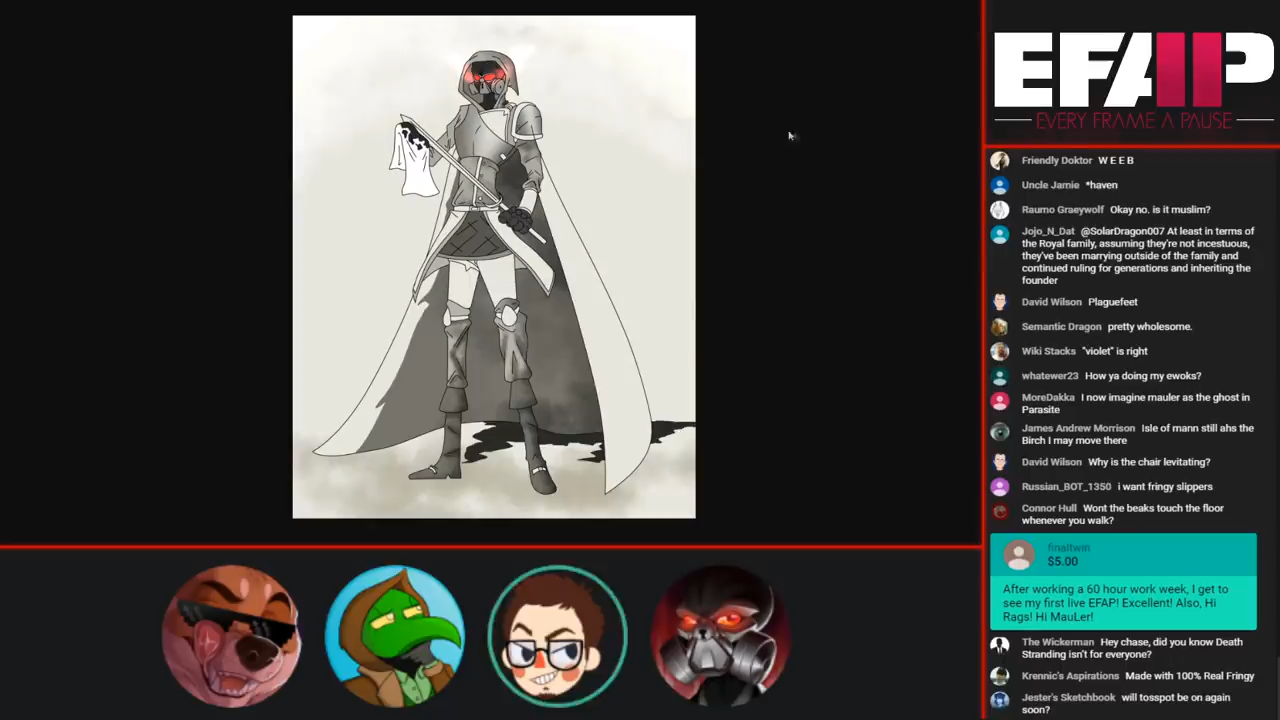 EFAP
EVERY FRAME A PAUSE
Friendly Doktor W E E B
Uncle Jamie *haven
Raumo Graeywolf Okay no. is it muslim?
Jojo_N_Dat @SolarDragon007 At least in terms of
the Royal family, assuming they're not incestuous,
they've been marrying outside of the family and
continued ruling for generations and inheriting the
founder
David Wilson Plaguefeet
Semantic Dragon pretty wholesome.
Wiki Stacks "violet" is right
whatewer23 How ya doing my ewoks?
MoreDakka I now imagine mauler as the ghost in
Parasite
James Andrew Morrison Isle of mann still ahs the
Birch I may move there
David Wilson Why is the chair levitating?
Russian_BOT_1350 i want fringy slippers
Connor Hull Wont the beaks touch the floor
whenever you walk?
finaltwin
$5.00
After working a 60 hour work week, I get to
see my first live EFAP! Excellent! Also, Hi
Rags! Hi MauLer!
The Wickerman Hey chase, did you know Death
Stranding isn't for everyone?
Krennic's Aspirations Made with 100% Real Fringy
Jester's Sketchbook will tosspot be on again
soon?